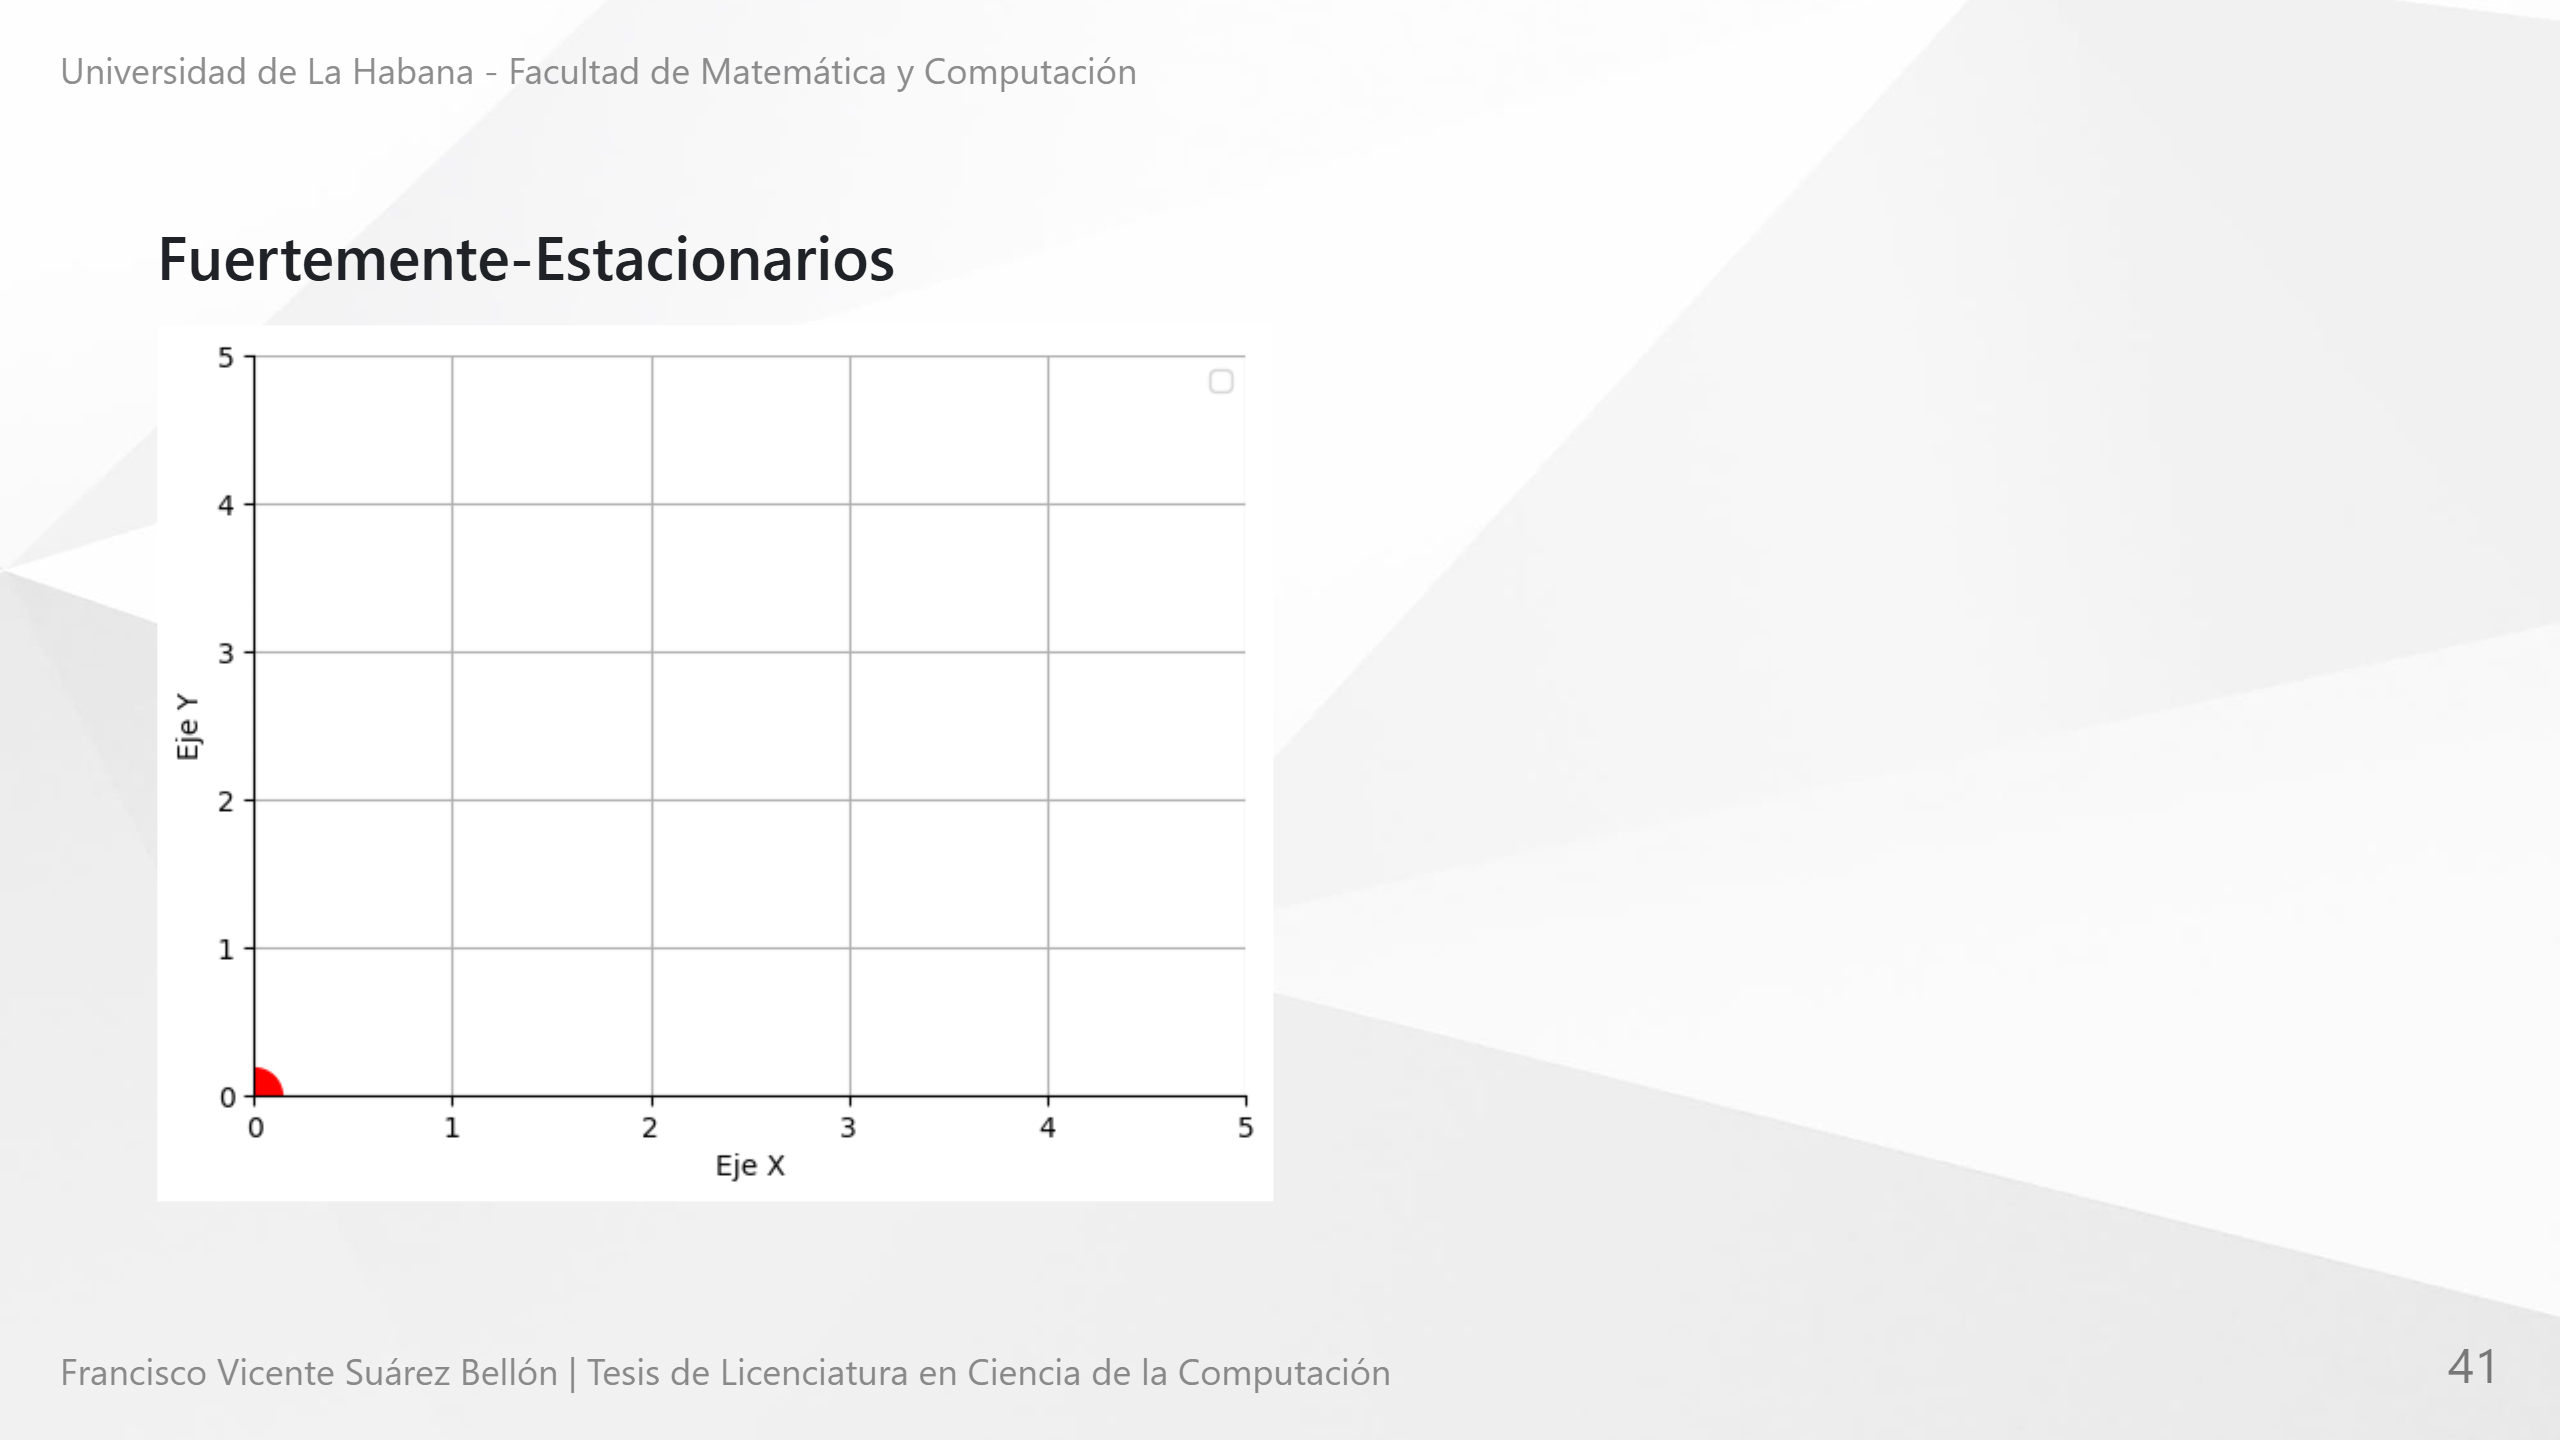 Universidad de La Habana - Facultad de Matemática y Computación
Fuertemente-Estacionarios
5
4
3
2
1
0
Eje Y
0 1 2 3 4 5
Eje X
Francisco Vicente Suárez Bellón | Tesis de Licenciatura en Ciencia de la Computación
41